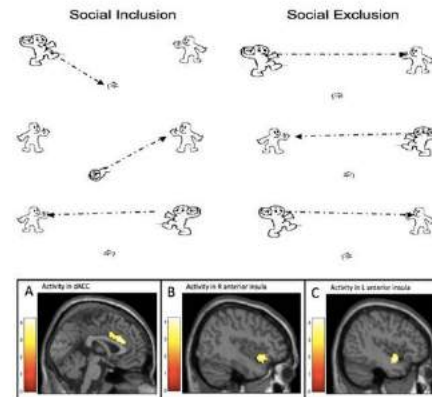 Social Inclusion
Social Exclusion
A Activity in dACC
B Activity in R anterior insula
C Activity in L anterior insula